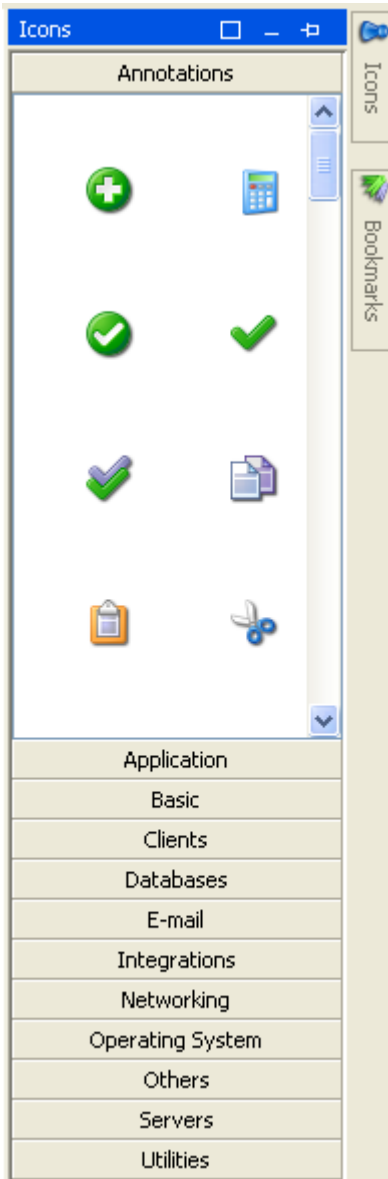 Icons
Annotations
Application
Basic
Clients
Databases
E-mail
Integrations
Networking
Operating System
Others
Servers
Utilities
Icons
Bookmarks